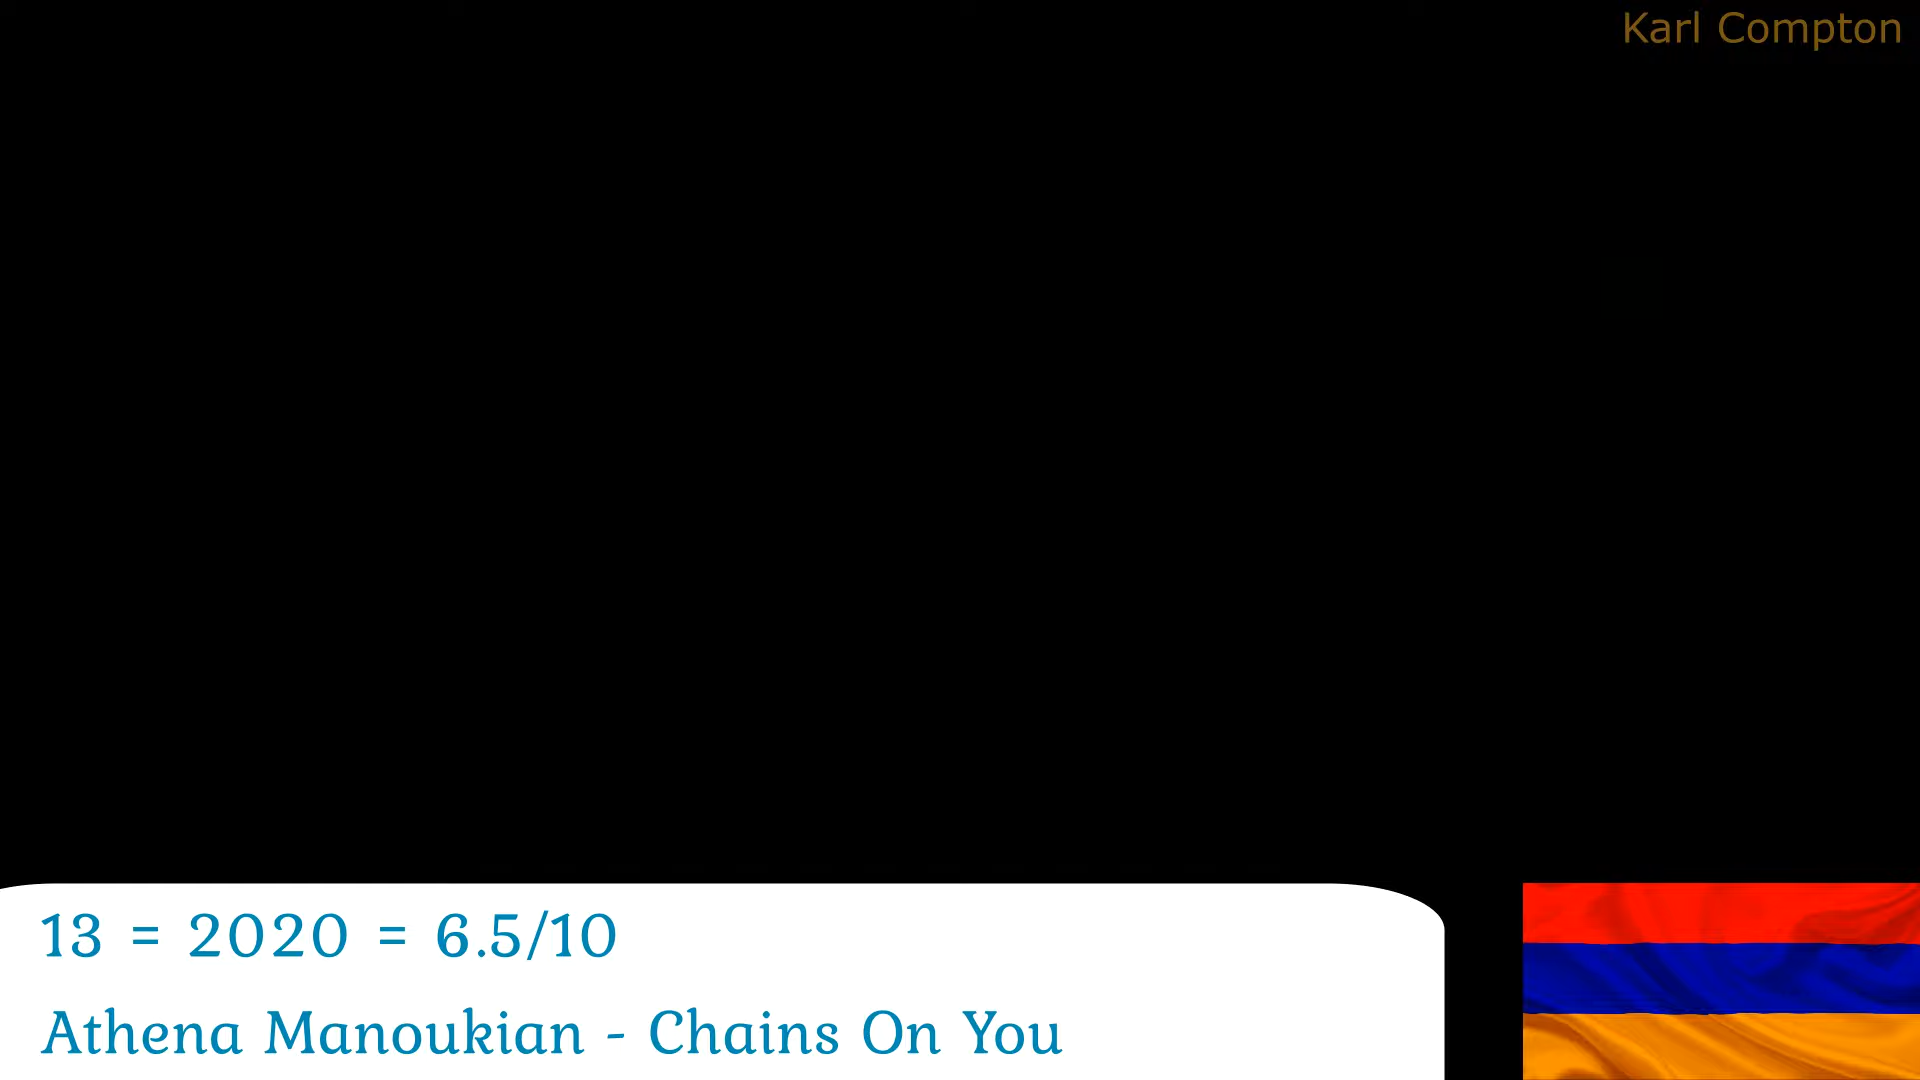 Karl Compton
13 = 2020 = 6.5/10
Athena Manoukian - Chains On You